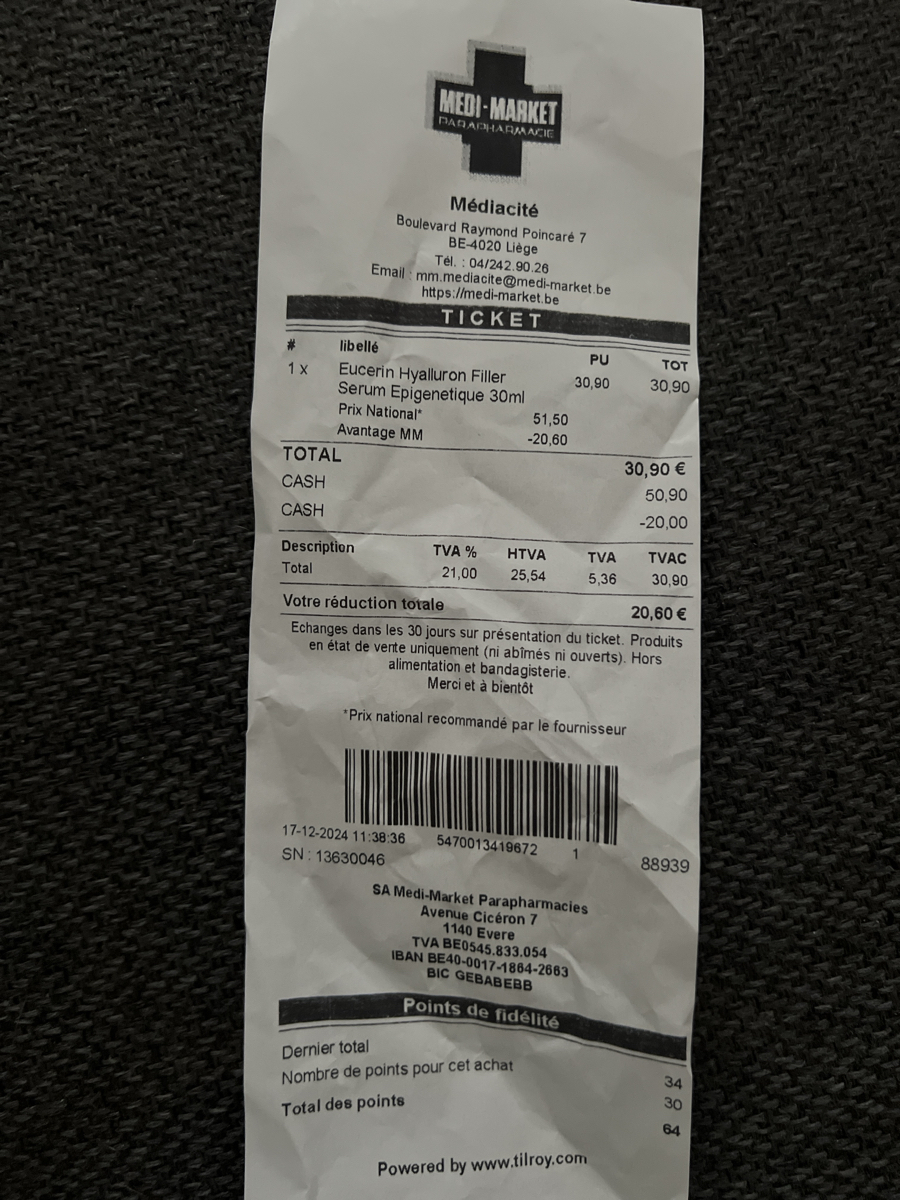 MEDI-MARKET
PARAPHARMACIE
Médiacité
Boulevard Raymond Poincaré 7
BE-4020 Liège
Tél. : 04/242.90.26
Email : mm.mediacite@medi-market.be
https://medi-market.be
TICKET
# libellé PU TOT
1 x Eucerin Hyalluron Filler 30,90 30,90
Serum Epigenetique 30ml
Prix National* 51,50
Avantage MM -20,60
TOTAL 30,90 €
CASH 50,90
CASH -20,00
Description TVA % HTVA TVA TVAC
Total 21,00 25,54 5,36 30,90
Votre réduction totale 20,60 €
Echanges dans les 30 jours sur présentation du ticket. Produits
en état de vente uniquement (ni abîmés ni ouverts). Hors
alimentation et bandagisterie.
Merci et à bientôt
*Prix national recommandé par le fournisseur
17-12-2024 11:38:36 5470013419672 1 88939
SN : 13630046
SA Medi-Market Parapharmacies
Avenue Cicéron 7
1140 Evere
TVA BE0545.833.054
IBAN BE40-0017-1864-2663
BIC GEBABEBB
Points de fidélité
Dernier total 34
Nombre de points pour cet achat 30
Total des points 64
Powered by www.tilroy.com